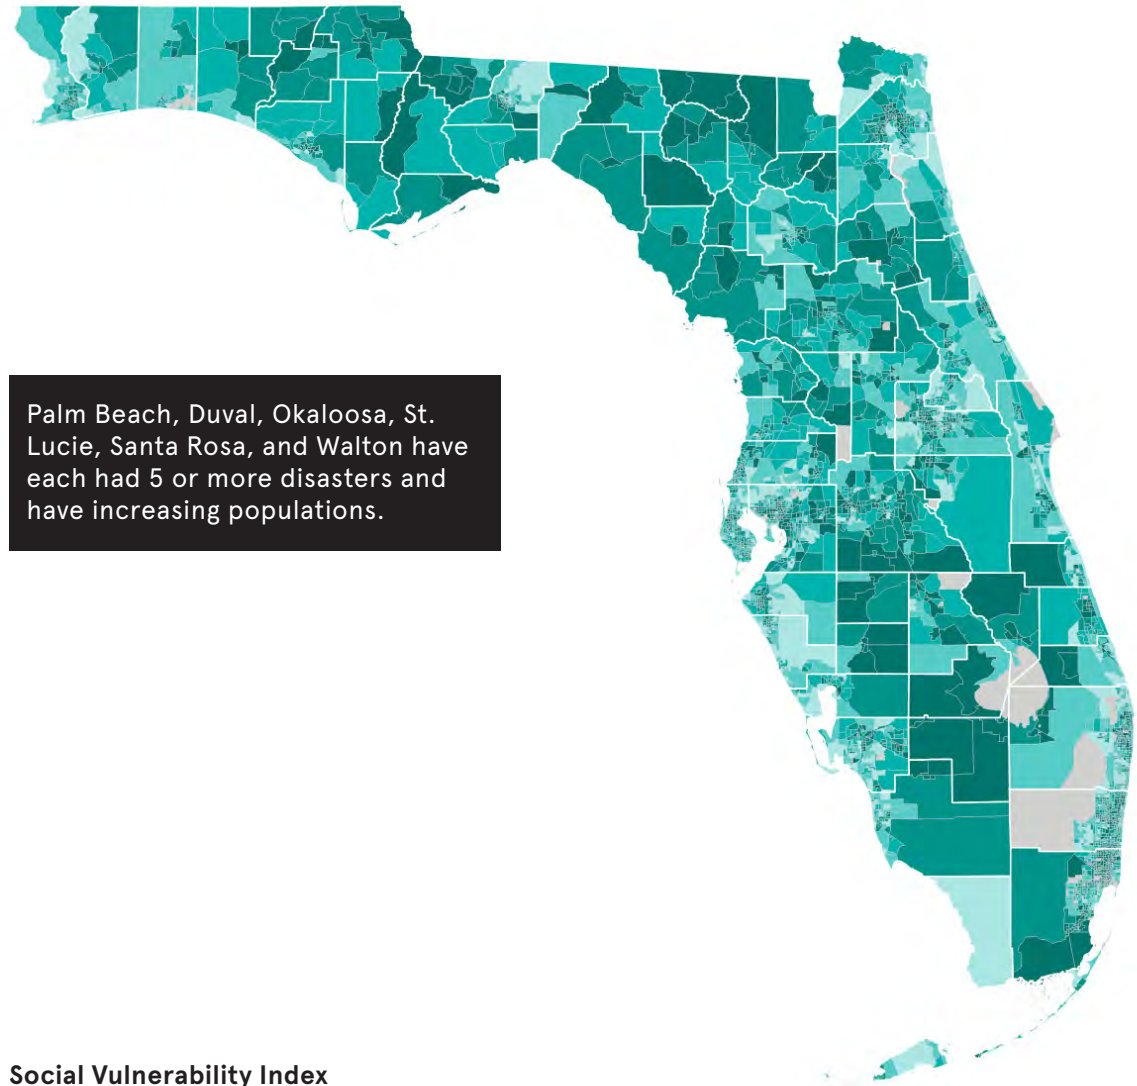 Palm Beach, Duval, Okaloosa, St.
Lucie, Santa Rosa, and Walton have
each had 5 or more disasters and
have increasing populations.
Social Vulnerability Index